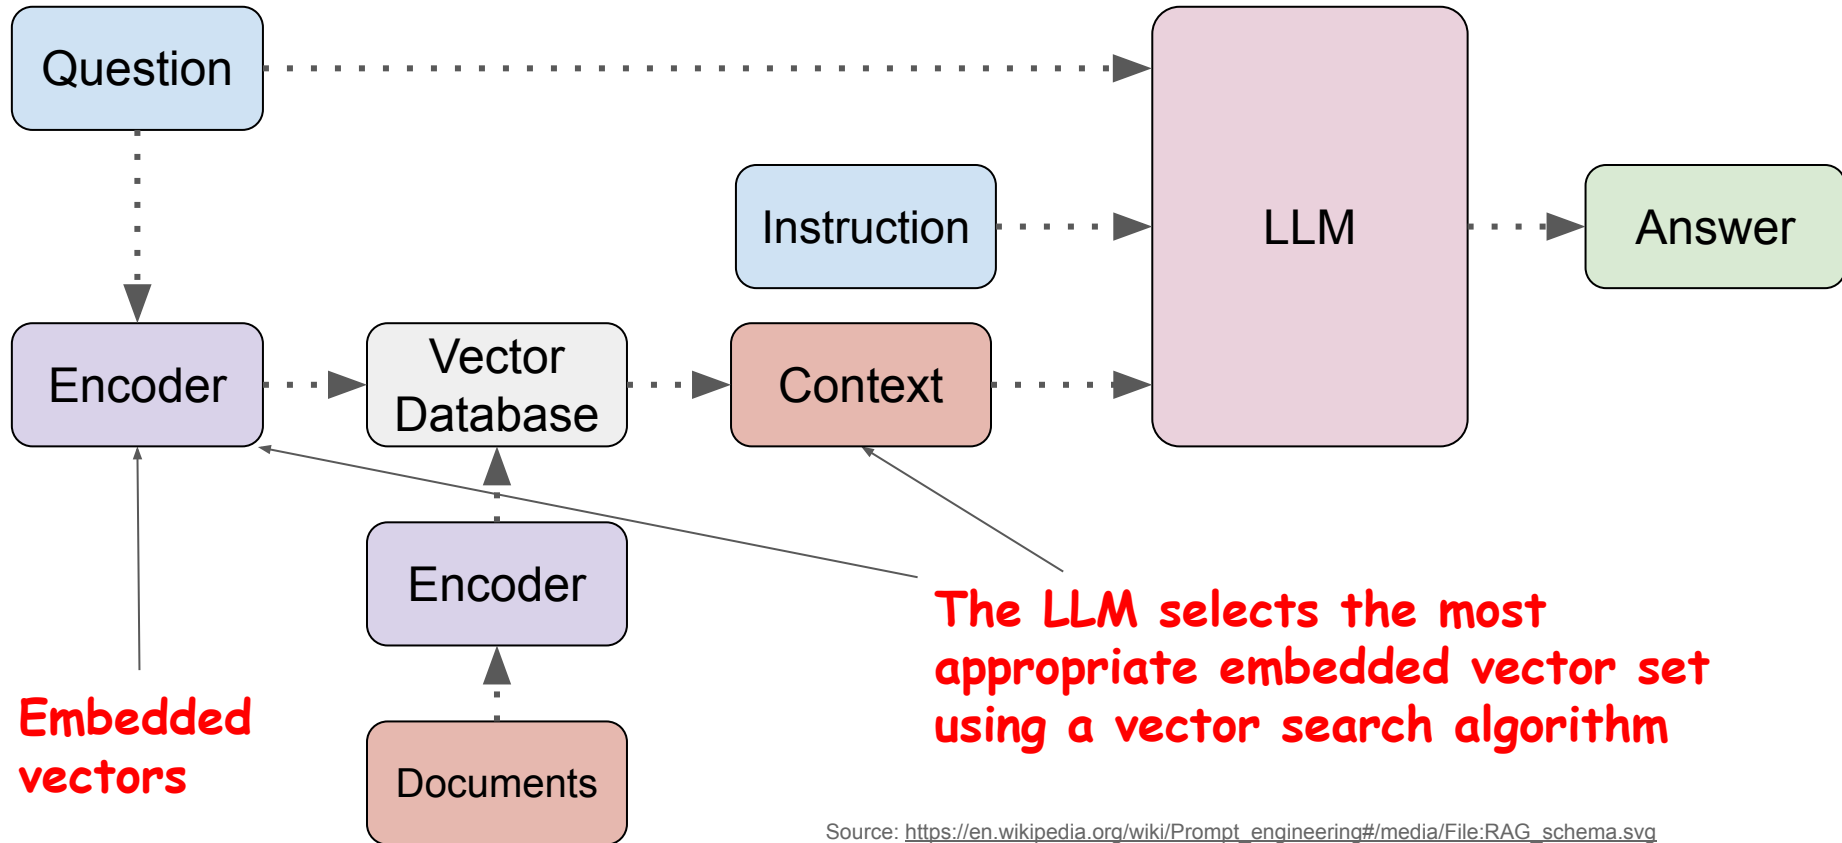 Question
Instruction
LLM
Answer
Encoder
Vector
Database
Context
Encoder
The LLM selects the most
appropriate embedded vector set
using a vector search algorithm
Embedded
vectors
Documents
Source: https://en.wikipedia.org/wiki/Prompt_engineering#/media/File:RAG_schema.svg